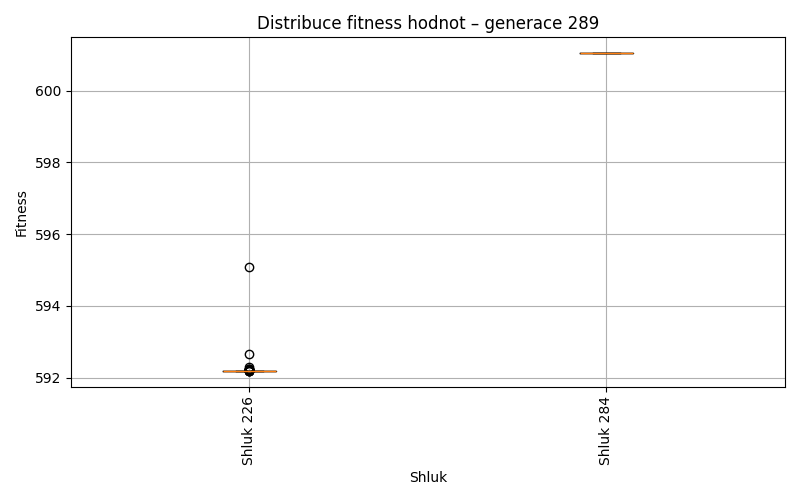 Distribuce fitness hodnot – generace 289
600
598
596
594
592
Fitness
Shluk 226
Shluk 284
Shluk